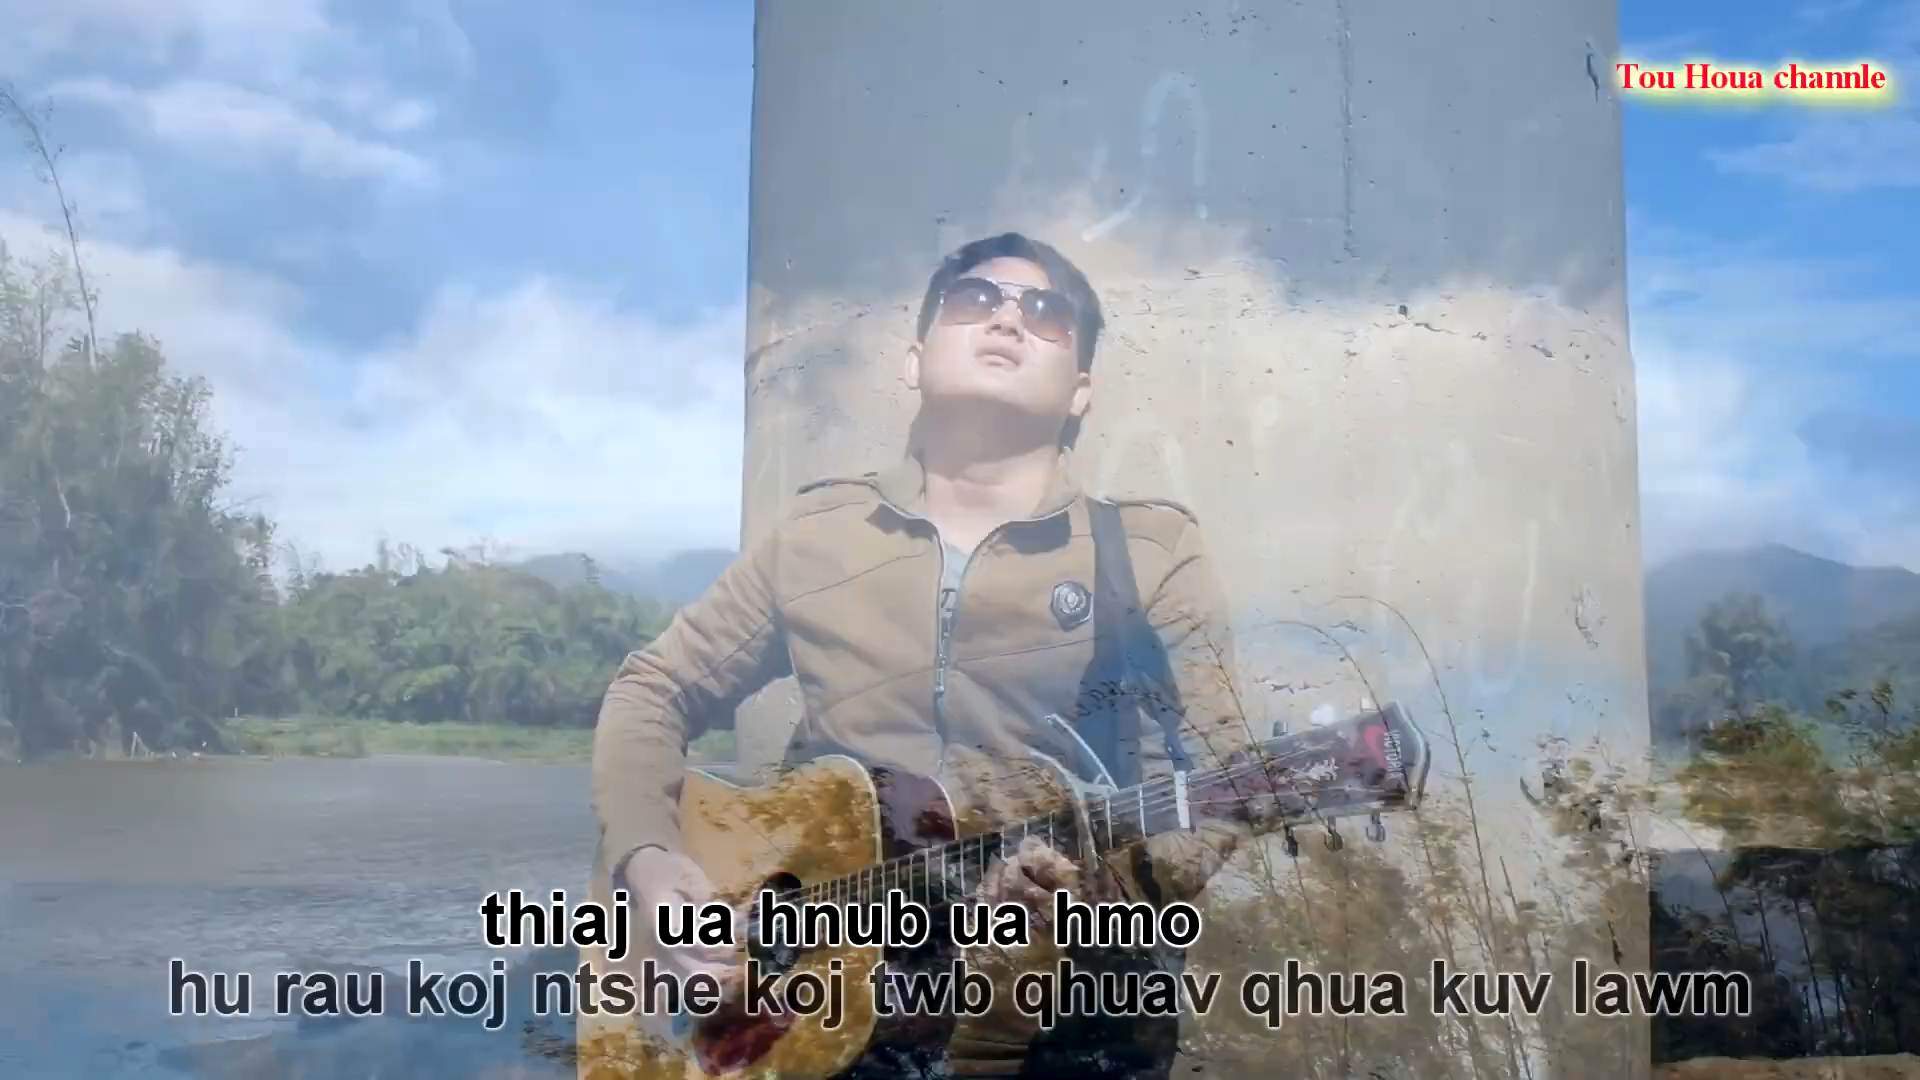 Tou Houa channle
thiaj ua hnub ua hmo
hu rau koj ntshe koj twb qhuav qhua kuv lawm